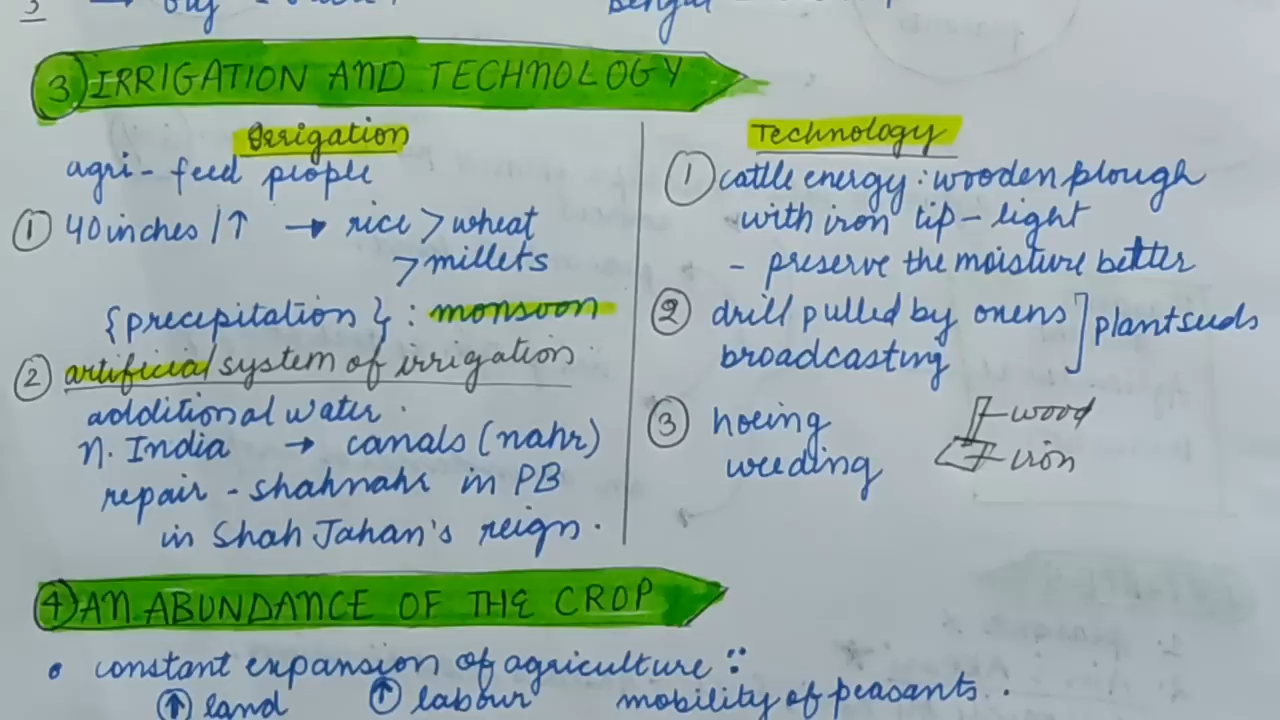 ③ IRRIGATION AND TECHNOLOGY
Irrigation
agri - feed people
① 40 inches / ↑ → rice > wheat
> millets
{precipitation} : monsoon
② artificial system of irrigation.
additional water.
n. India → canals (nahr)
repair - shahnahr in PB
in Shah Jahan's reign.
Technology
① cattle energy : wooden plough
with iron tip - light
- preserve the moisture better
② drill pulled by oxens
broadcasting
] plant seeds
③ hoeing
weeding
wood
iron
④ AN ABUNDANCE OF THE CROP
• constant expansion of agriculture ::
↑ land ↑ labour mobility of peasants..